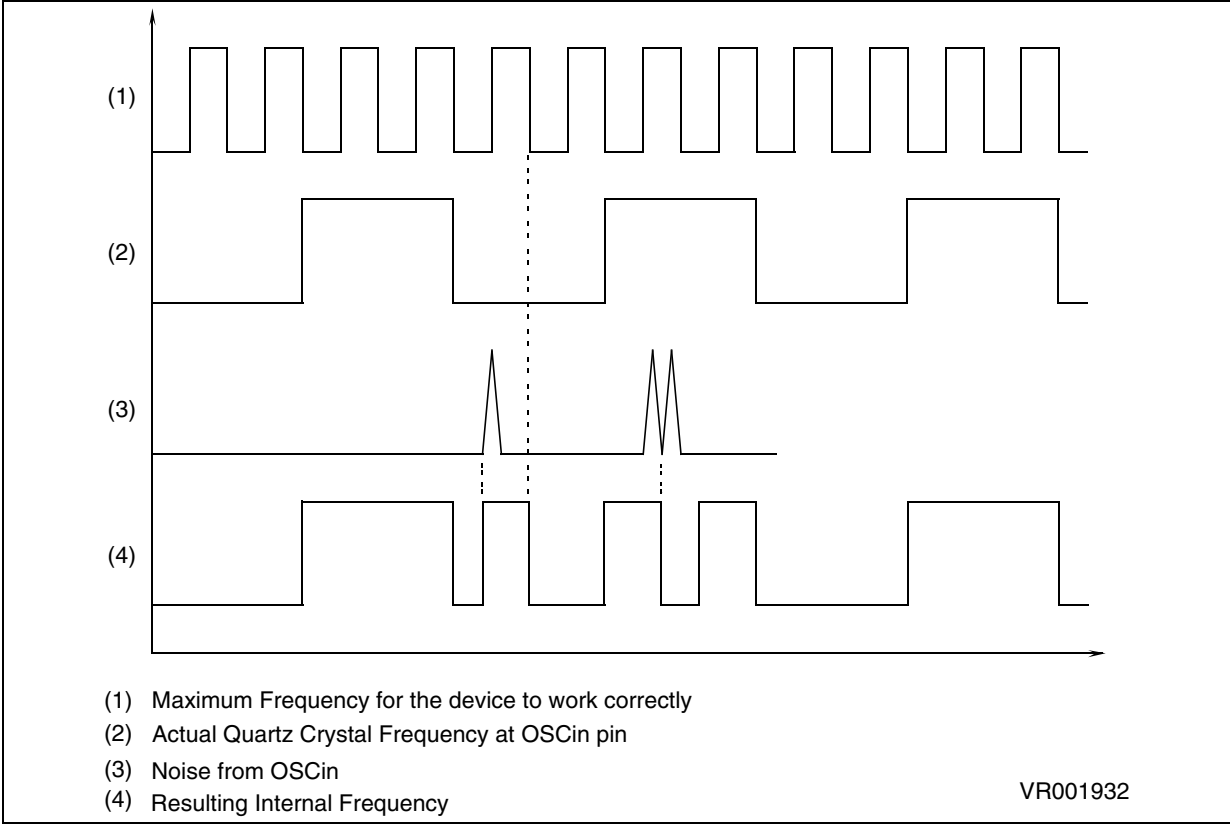 (1)
(2)
(3)
(4)
(1) Maximum Frequency for the device to work correctly
(2) Actual Quartz Crystal Frequency at OSCin pin
(3) Noise from OSCin
(4) Resulting Internal Frequency
VR001932